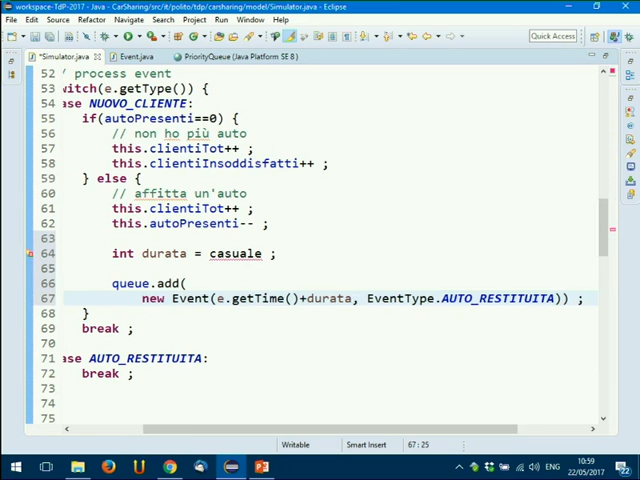 workspace-TdP-2017 - Java - CarSharing/src/it/polito/tdp/carsharing/model/Simulator.java - Eclipse
File Edit Source Refactor Navigate Search Project Run Window Help
Quick Access
*Simulator.java Event.java PriorityQueue (Java Platform SE 8 )
52 / process event
53 witch(e.getType()) {
54 ase NUOVO_CLIENTE:
55 if(autoPresenti==0) {
56 // non ho più auto
57 this.clientiTot++ ;
58 this.clientiInsoddisfatti++ ;
59 } else {
60 // affitta un'auto
61 this.clientiTot++ ;
62 this.autoPresenti-- ;
63
64 int durata = casuale ;
65
66 queue.add(
67 new Event(e.getTime()+durata, EventType.AUTO_RESTITUITA)) ;
68 }
69 break ;
70
71 ase AUTO_RESTITUITA:
72 break ;
73
74
75
Writable Smart Insert 67 : 25
ENG 10:59 22/05/2017 22